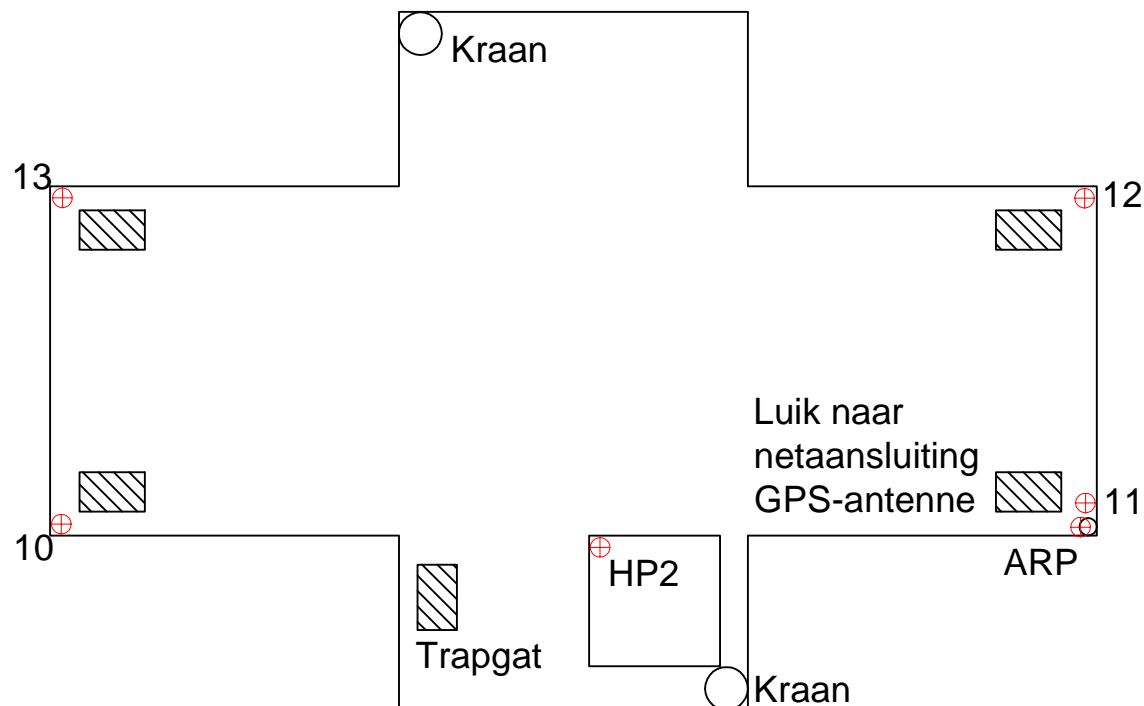 Kraan
13
12
Luik naar
netaansluiting
GPS-antenne
11
10
HP2
ARP
Trapgat
Kraan